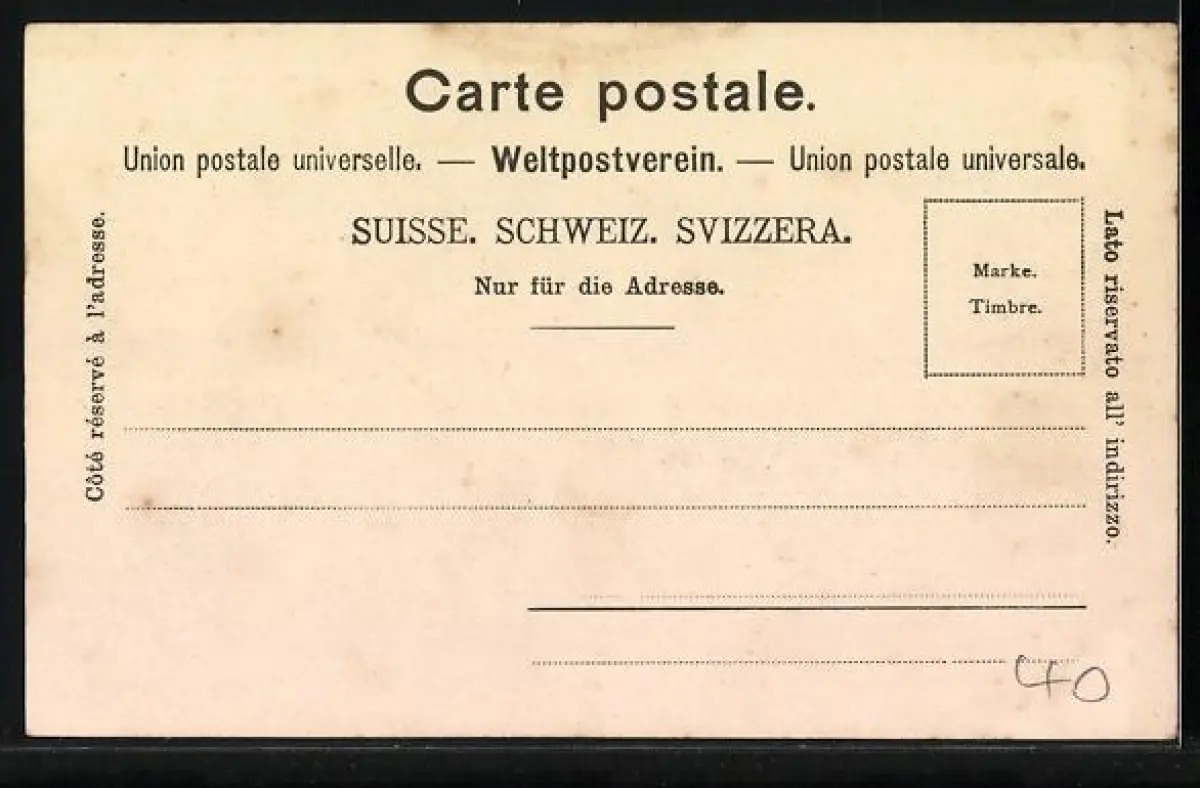 Carte postale.
Union postale universelle. — Weltpostverein. — Union postale universale.
SUISSE. SCHWEIZ. SVIZZERA.
Nur für die Adresse.
Marke.
Timbre.
Côté réservé à l'adresse.
Lato riservato all' indirizzo.
40